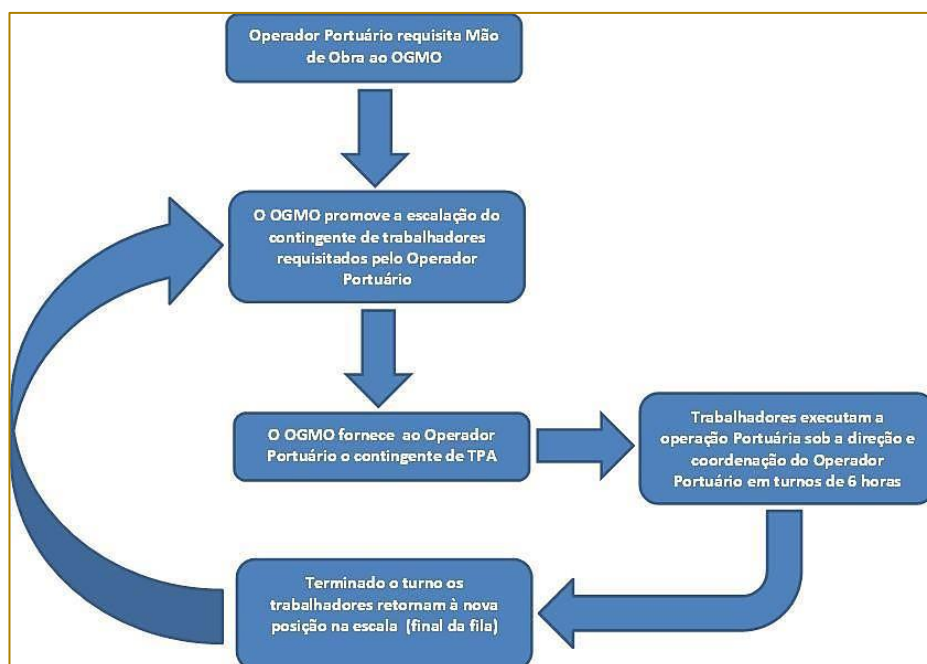 Operador Portuário requisita Mão
de Obra ao OGMO
O OGMO promove a escalação do
contingente de trabalhadores
requisitados pelo Operador
Portuário
O OGMO fornece ao Operador
Portuário o contingente de TPA
Trabalhadores executam a
operação Portuária sob a direção e
coordenação do Operador
Portuário em turnos de 6 horas
Terminado o turno os
trabalhadores retornam à nova
posição na escala (final da fila)